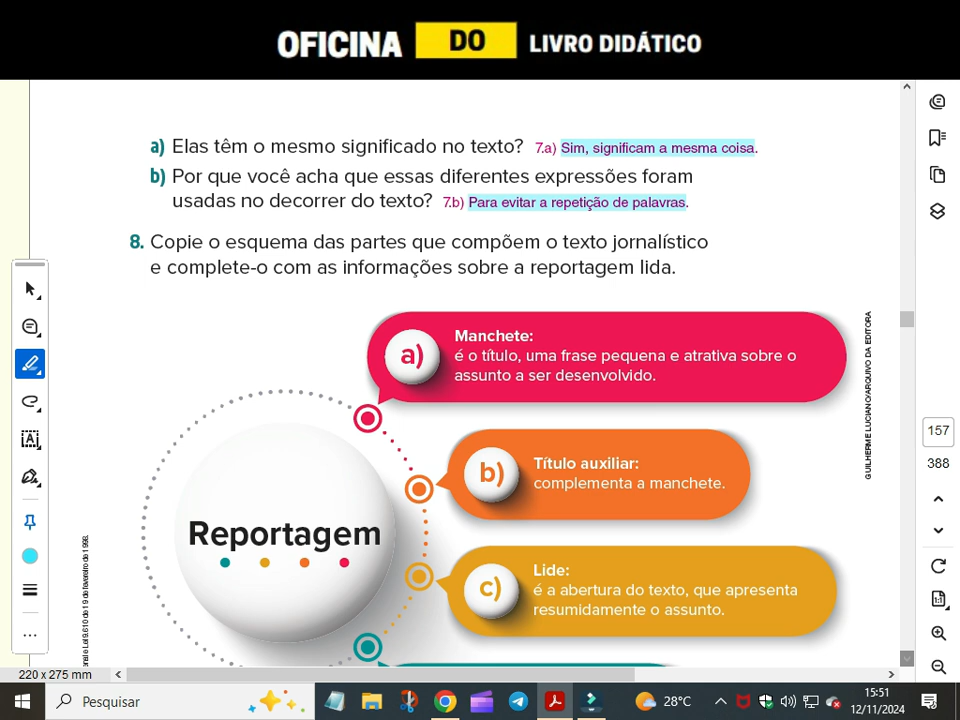 OFICINA DO LIVRO DIDÁTICO
a) Elas têm o mesmo significado no texto? 7.a) Sim, significam a mesma coisa.
b) Por que você acha que essas diferentes expressões foram
usadas no decorrer do texto? 7.b) Para evitar a repetição de palavras.
8. Copie o esquema das partes que compõem o texto jornalístico
e complete-o com as informações sobre a reportagem lida.
a)
Manchete:
é o título, uma frase pequena e atrativa sobre o
assunto a ser desenvolvido.
b)
Título auxiliar:
complementa a manchete.
Reportagem
c)
Lide:
é a abertura do texto, que apresenta
resumidamente o assunto.
GUILHERME LUCIANO/ARQUIVO DA EDITORA
157
388
220 x 275 mm
Pesquisar
28°C
15:51
12/11/2024